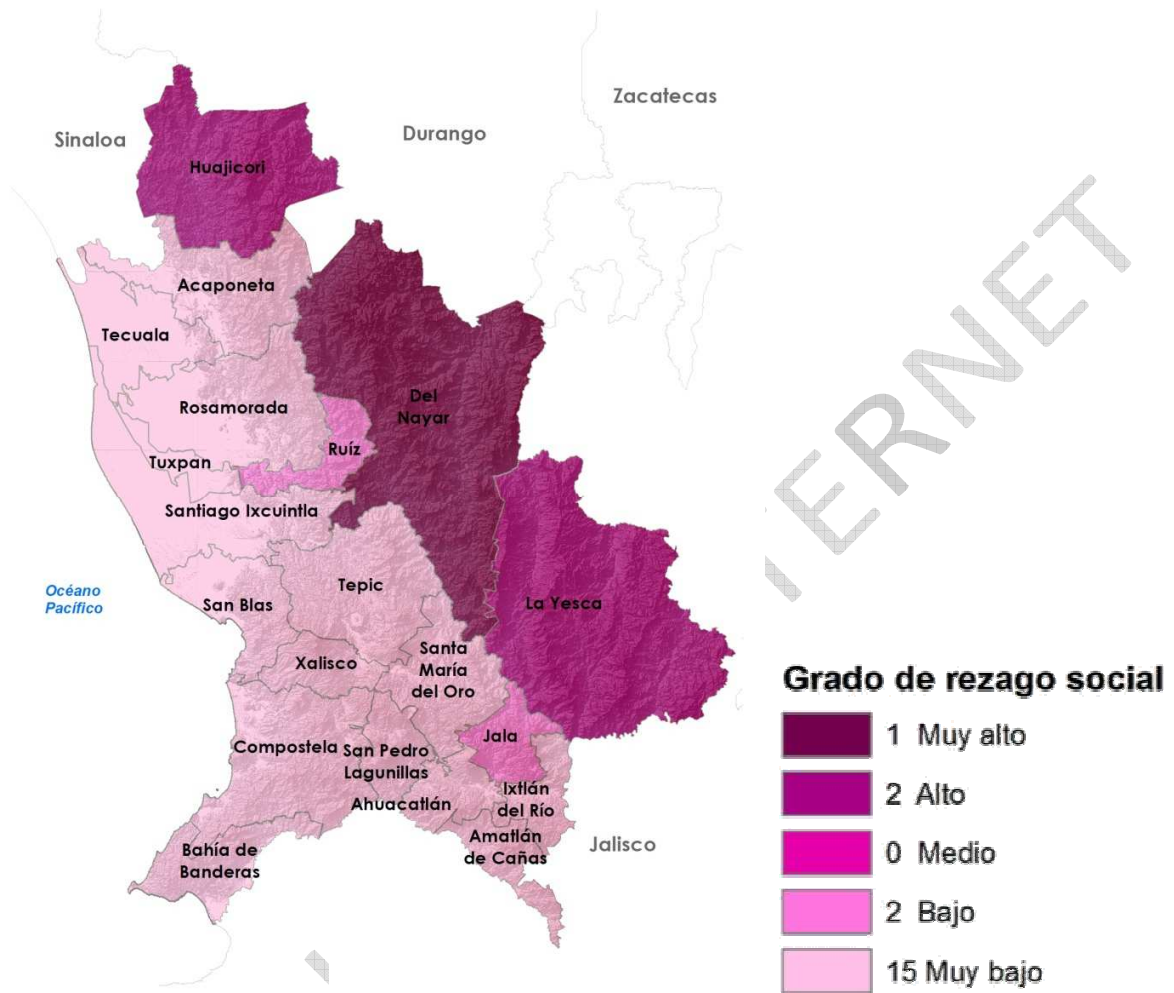 Zacatecas
Sinaloa
Durango
Huajicori
Acaponeta
Tecuala
Del
Nayar
Rosamorada
Ruíz
Tuxpan
Santiago Ixcuintla
Océano
Pacífico
Tepic
San Blas
La Yesca
Santa
María
del Oro
Xalisco
Jala
Compostela
San Pedro
Lagunillas
Ixtlán
del Río
Ahuacatlán
Amatlán
de Cañas
Jalisco
Bahía de
Banderas
Grado de rezago social
1 Muy alto
2 Alto
0 Medio
2 Bajo
15 Muy bajo
TERNET